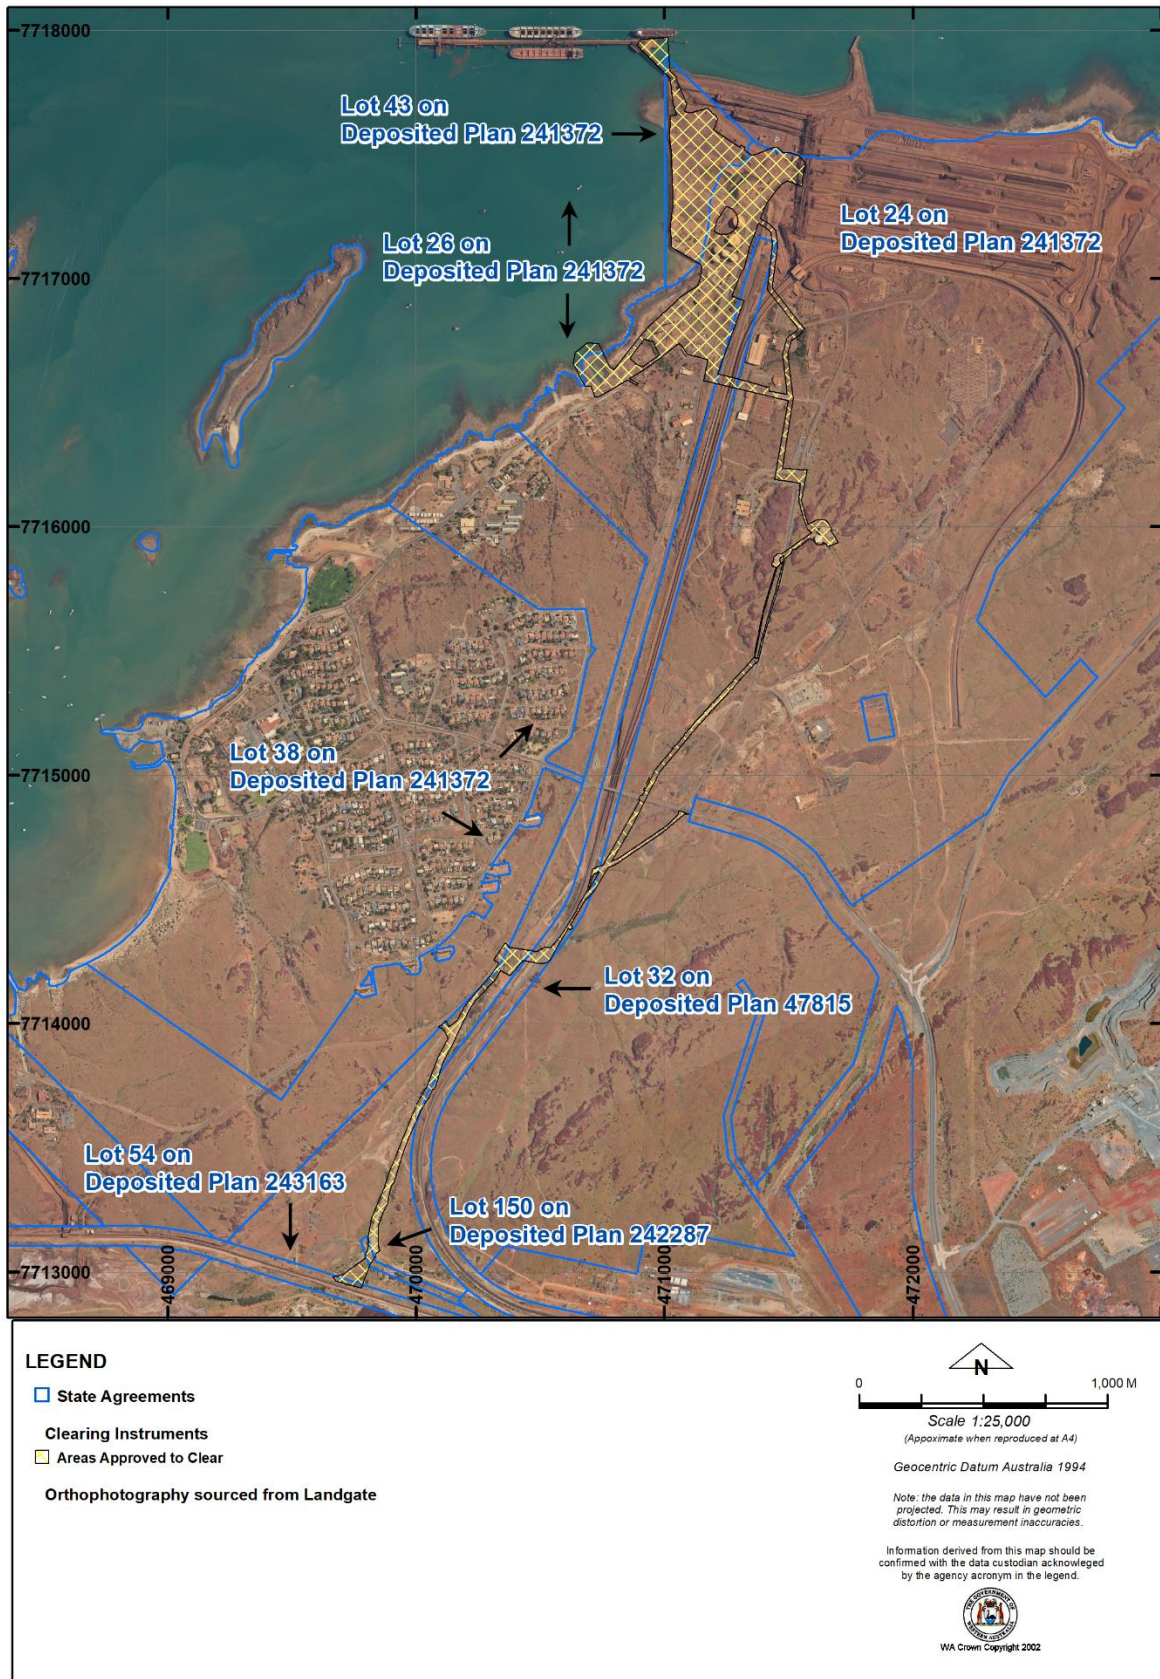 7718000
Lot 43 on
Deposited Plan 241372
Lot 24 on
Deposited Plan 241372
Lot 26 on
Deposited Plan 241372
7717000
7716000
Lot 38 on
Deposited Plan 241372
7715000
Lot 32 on
Deposited Plan 47815
7714000
Lot 54 on
Deposited Plan 243163
Lot 150 on
Deposited Plan 242287
7713000
469000
470000
471000
472000
LEGEND
State Agreements
Clearing Instruments
Areas Approved to Clear
Orthophotography sourced from Landgate
N
0 1,000 M
Scale 1:25,000
(Appoximate when reproduced at A4)
Geocentric Datum Australia 1994
Note: the data in this map have not been
projected. This may result in geometric
distortion or measurement inaccuracies.
Information derived from this map should be
confirmed with the data custodian acknowleged
by the agency acronym in the legend.
THE GOVERNMENT OF
WESTERN AUSTRALIA
WA Crown Copyright 2002